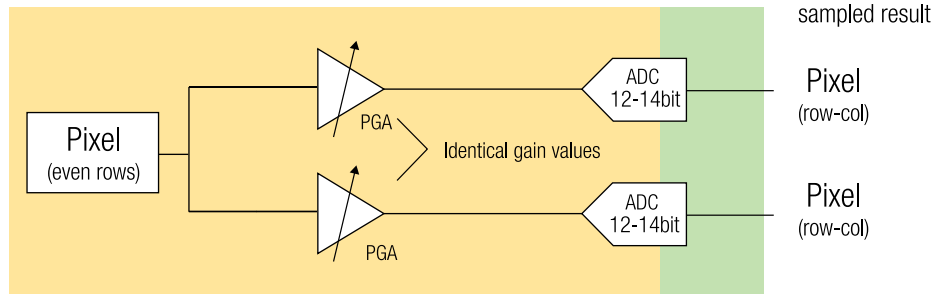 sampled result
ADC
12-14bit
Pixel
(row-col)
PGA
Pixel
(even rows)
Identical gain values
ADC
12-14bit
Pixel
(row-col)
PGA